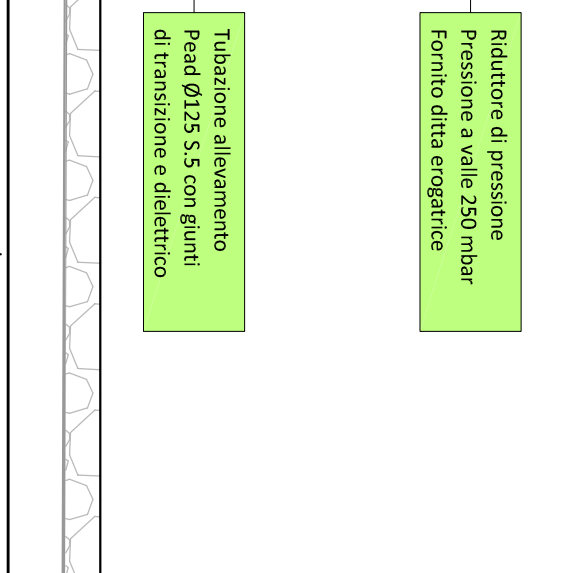 Riduttore di pressione
Pressione a valle 250 mbar
Fornito ditta erogatrice
Tubazione allevamento
Pead Ø125 S.5 con giunti
di transizione e dielettrico